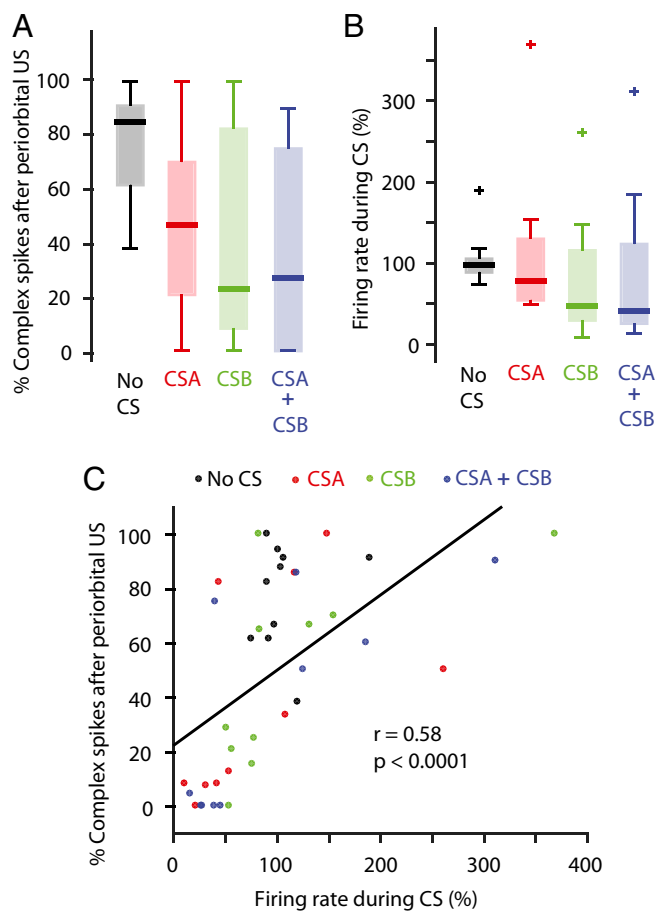 A
% Complex spikes after periorbital US
100
80
60
40
20
0
No
CS
CSA
CSB
CSA
+
CSB
B
Firing rate during CS (%)
300
200
100
0
No
CS
CSA
CSB
CSA
+
CSB
C
No CS
CSA
CSB
CSA + CSB
% Complex spikes after periorbital US
100
80
60
40
20
0
r = 0.58
p < 0.0001
0
100
200
300
400
Firing rate during CS (%)